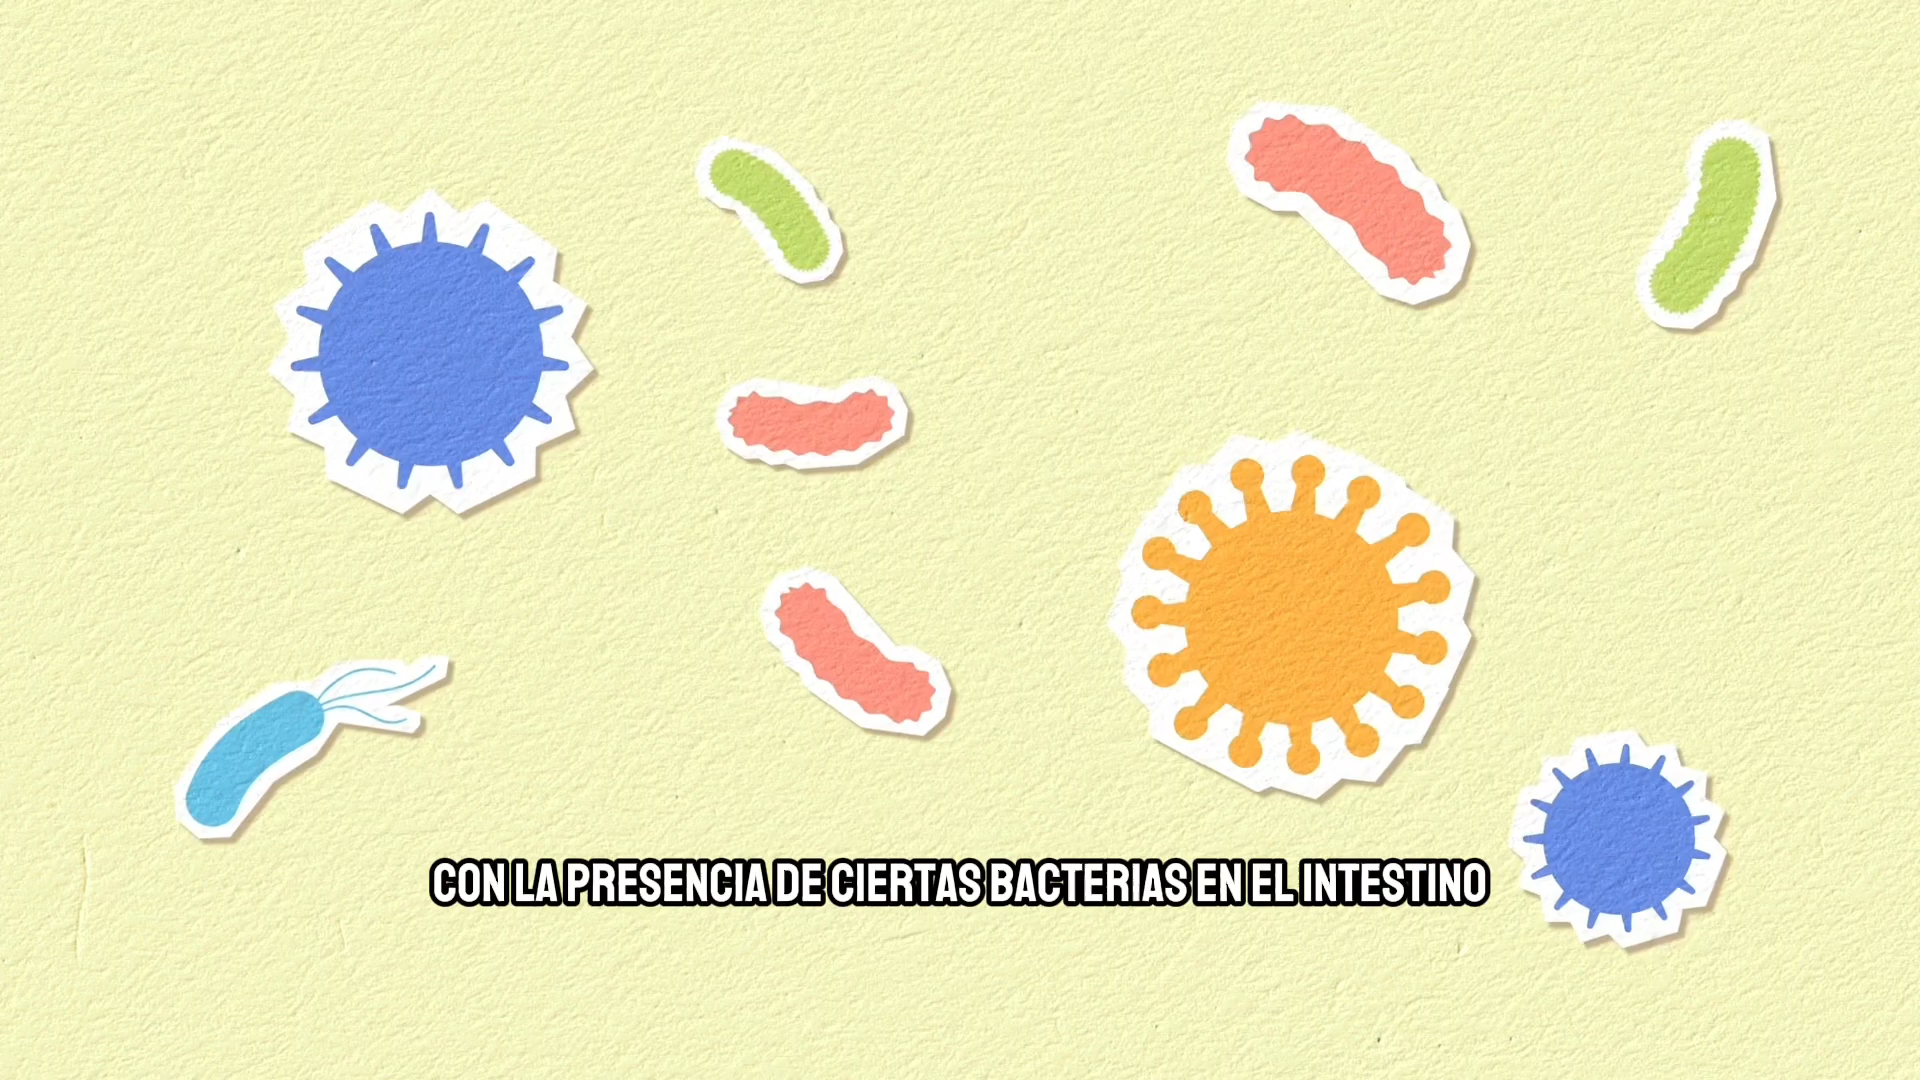 CON LA PRESENCIA DE CIERTAS BACTERIAS EN EL INTESTINO